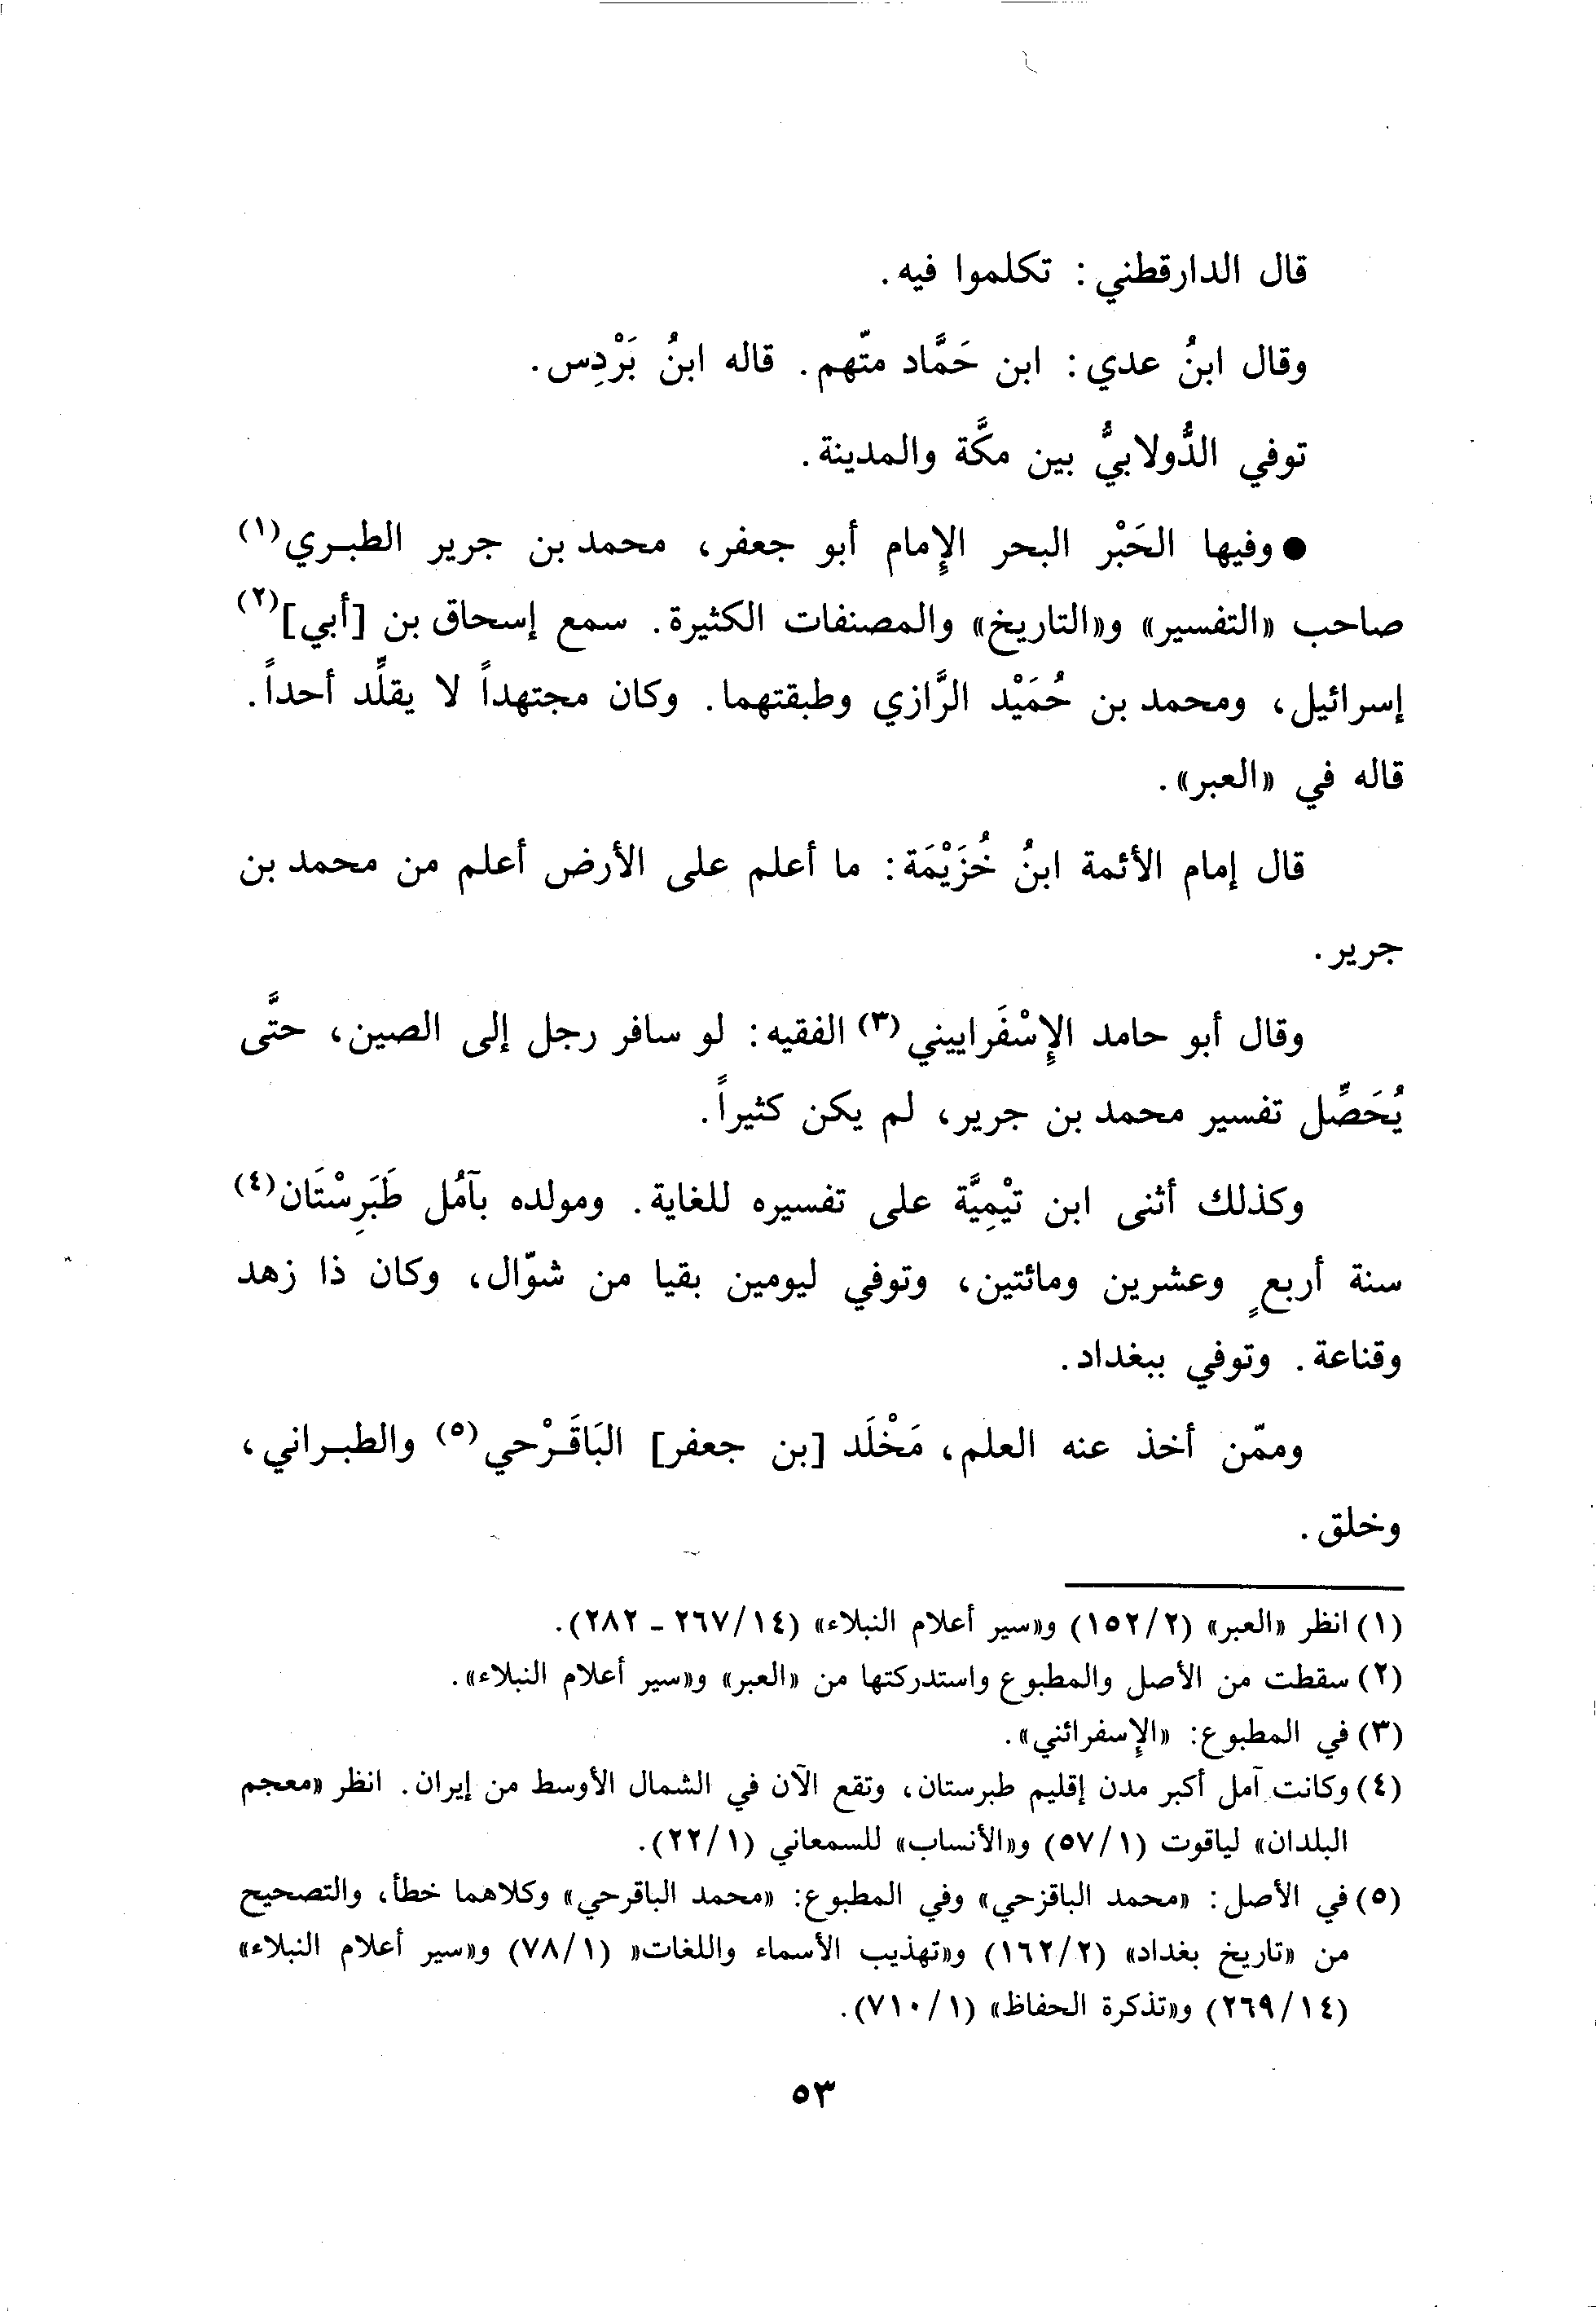 قال الدارقطني: تكلموا فيه.
وقال ابنُ عدي: ابن حَمَّاد متّهم. قاله ابنُ بَرْدِس.
توفي الدُّولابيُّ بين مكَّة والمدينة.
● وفيها الحَبْر البحر الإِمام أبو جعفر، محمد بن جرير الطبـري(١)
صاحب «التفسير» و«التاريخ» والمصنفات الكثيرة. سمع إسحاق بن [أبي](٢)
إسرائيل، ومحمد بن حُمَيْد الرَّازي وطبقتهما. وكان مجتهداً لا يقلِّد أحداً.
قاله في «العبر».
قال إمام الأئمة ابنُ خُزَيْمَة: ما أعلم على الأرض أعلم من محمد بن
جرير.
وقال أبو حامد الإِسْفَراييني(٣) الفقيه: لو سافر رجل إلى الصين، حتَّى
يُحَصِّل تفسير محمد بن جرير، لم يكن كثيراً.
وكذلك أثنى ابن تيْمِيَّة على تفسيره للغاية. ومولده بآمُل طَبَرِسْتَان(٤)
سنة أربعٍ وعشرين ومائتين، وتوفي ليومين بقيا من شوّال، وكان ذا زهد
وقناعة. وتوفي ببغداد.
وممّن أخذ عنه العلم، مَخْلَد [بن جعفر] البَاقَـرْحي(٥) والطبـراني،
وخلق.
(١) انظر «العبر» (١٥٢/٢) و«سير أعلام النبلاء» (٢٦٧/١٤ - ٢٨٢).
(٢) سقطت من الأصل والمطبوع واستدركتها من «العبر» و«سير أعلام النبلاء».
(٣) في المطبوع: «الإِسفرائني».
(٤) وكانت آمل أكبر مدن إقليم طبرستان، وتقع الآن في الشمال الأوسط من إيران. انظر «معجم
البلدان» لياقوت (٥٧/١) و«الأنساب» للسمعاني (٢٢/١).
(٥) في الأصل: «محمد الباقزحي» وفي المطبوع: «محمد الباقرحي» وكلاهما خطأ، والتصحيح
من «تاريخ بغداد» (١٦٢/٢) و«تهذيب الأسماء واللغات» (٧٨/١) و«سير أعلام النبلاء»
(٢٦٩/١٤) و«تذكرة الحفاظ» (٧١٠/١).
٥٣